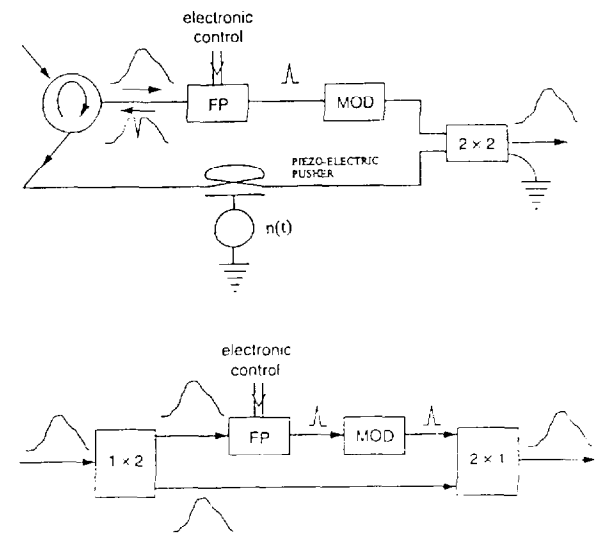 electronic
control
FP
MOD
2 × 2
PIEZO-ELECTRIC
PUSHER
n(t)
electronic
control
1 × 2
FP
MOD
2 × 1